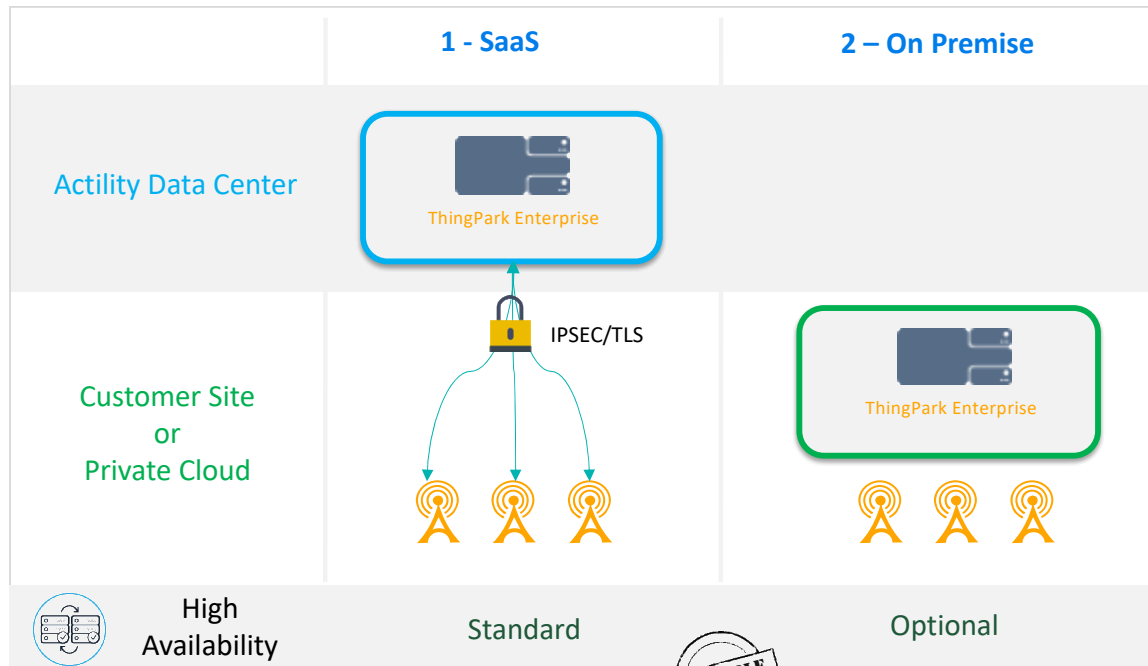 1 - SaaS
2 – On Premise
Actility Data Center
ThingPark Enterprise
IPSEC/TLS
Customer Site
or
Private Cloud
ThingPark Enterprise
High
Availability
Standard
Optional